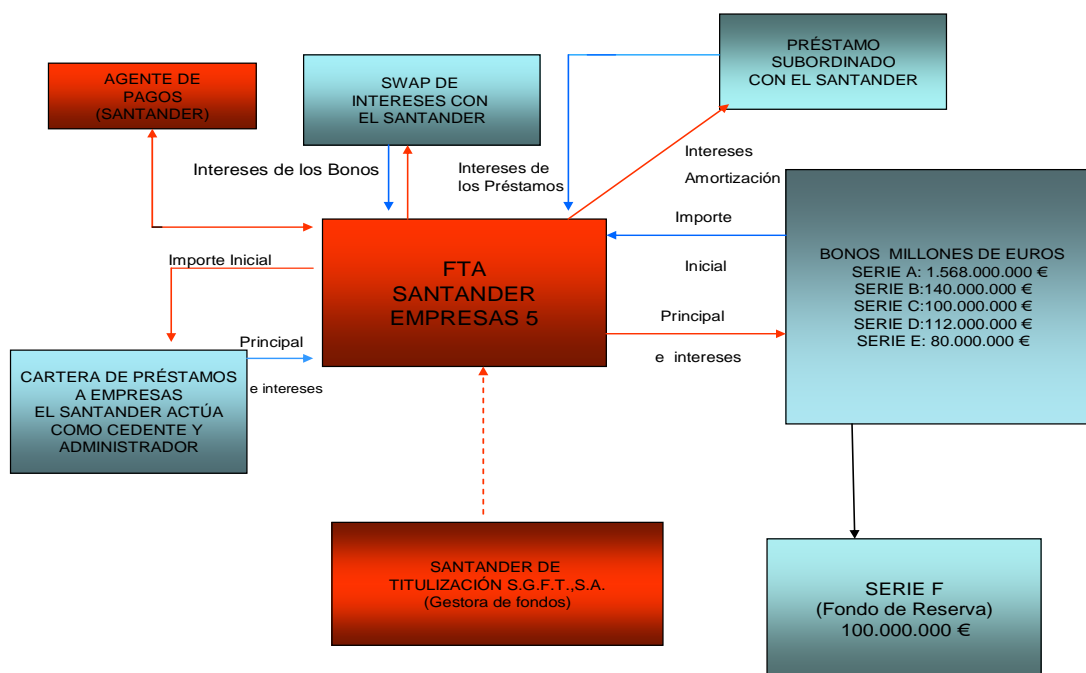 AGENTE DE
PAGOS
(SANTANDER)
SWAP DE
INTERESES CON
EL SANTANDER
PRÉSTAMO
SUBORDINADO
CON EL SANTANDER
Intereses de los Bonos
Intereses de
los Préstamos
Intereses
Amortización
Importe
Inicial
Importe Inicial
FTA
SANTANDER
EMPRESAS 5
BONOS MILLONES DE EUROS
SERIE A: 1.568.000.000 €
SERIE B:140.000.000 €
SERIE C:100.000.000 €
SERIE D:112.000.000 €
SERIE E: 80.000.000 €
Principal
e intereses
Principal
e intereses
CARTERA DE PRÉSTAMOS
A EMPRESAS
EL SANTANDER ACTÚA
COMO CEDENTE Y
ADMINISTRADOR
SANTANDER DE
TITULIZACIÓN S.G.F.T.,S.A.
(Gestora de fondos)
SERIE F
(Fondo de Reserva)
100.000.000 €